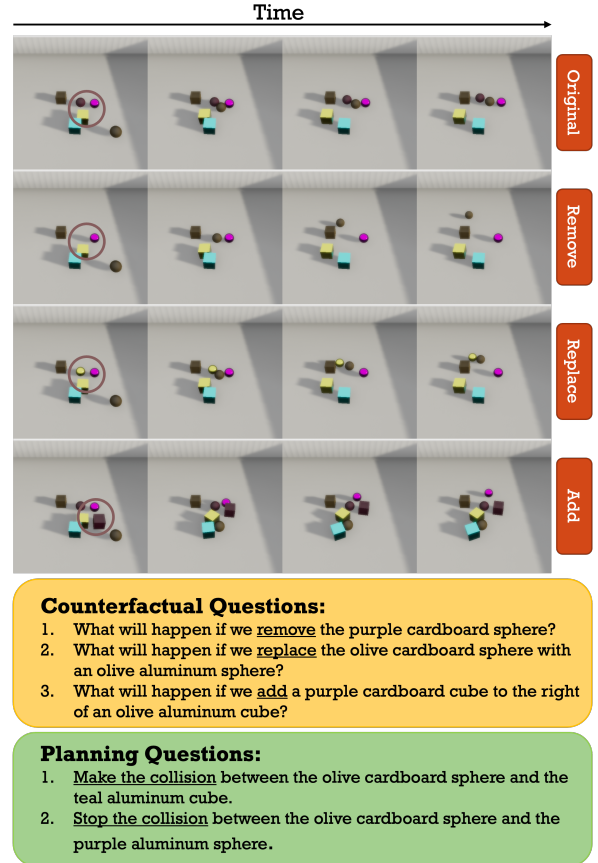 Time
Original
Remove
Replace
Add
Counterfactual Questions:
1. What will happen if we remove the purple cardboard sphere?
2. What will happen if we replace the olive cardboard sphere with
an olive aluminum sphere?
3. What will happen if we add a purple cardboard cube to the right
of an olive aluminum cube?
Planning Questions:
1. Make the collision between the olive cardboard sphere and the
teal aluminum cube.
2. Stop the collision between the olive cardboard sphere and the
purple aluminum sphere.